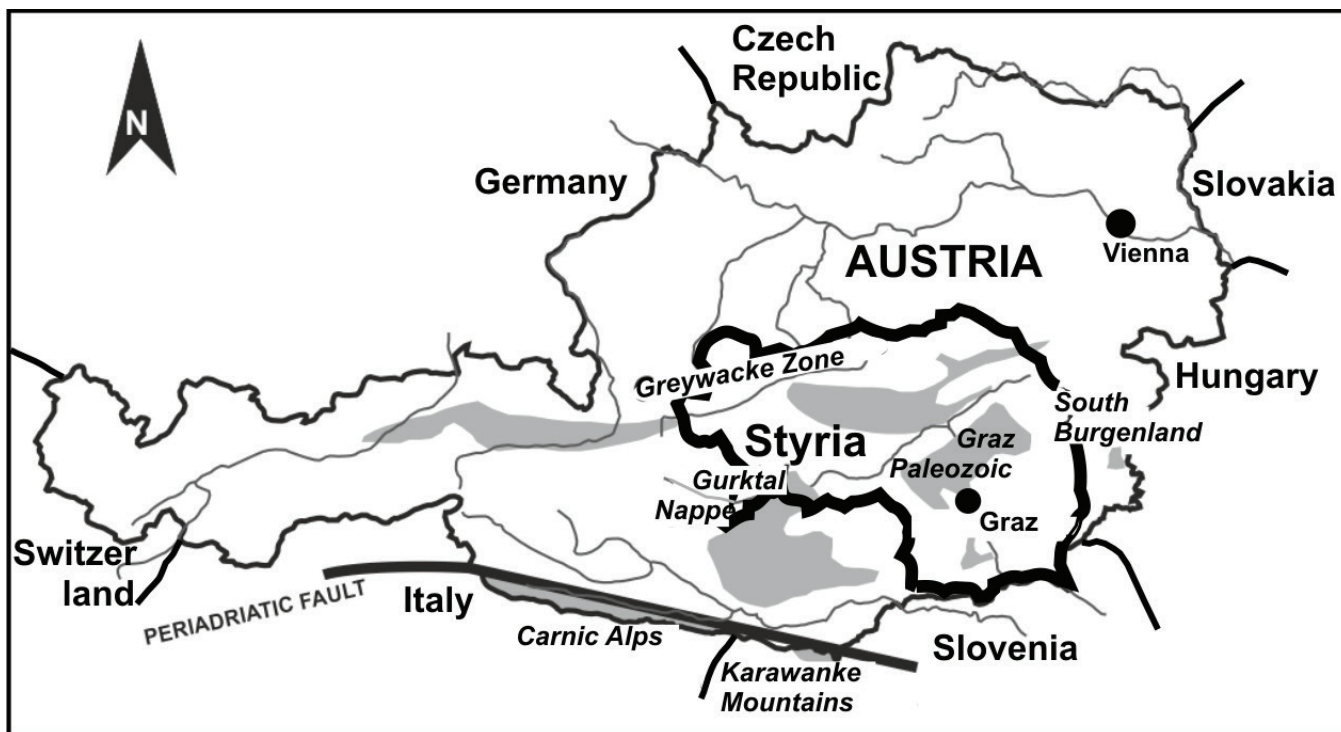 Czech
Republic
N
Germany
Slovakia
Vienna
AUSTRIA
Greywacke Zone
Hungary
South
Burgenland
Styria
Graz
Paleozoic
Gurktal
Nappe
Graz
Switzer
land
PERIADRIATIC FAULT
Italy
Carnic Alps
Slovenia
Karawanke
Mountains